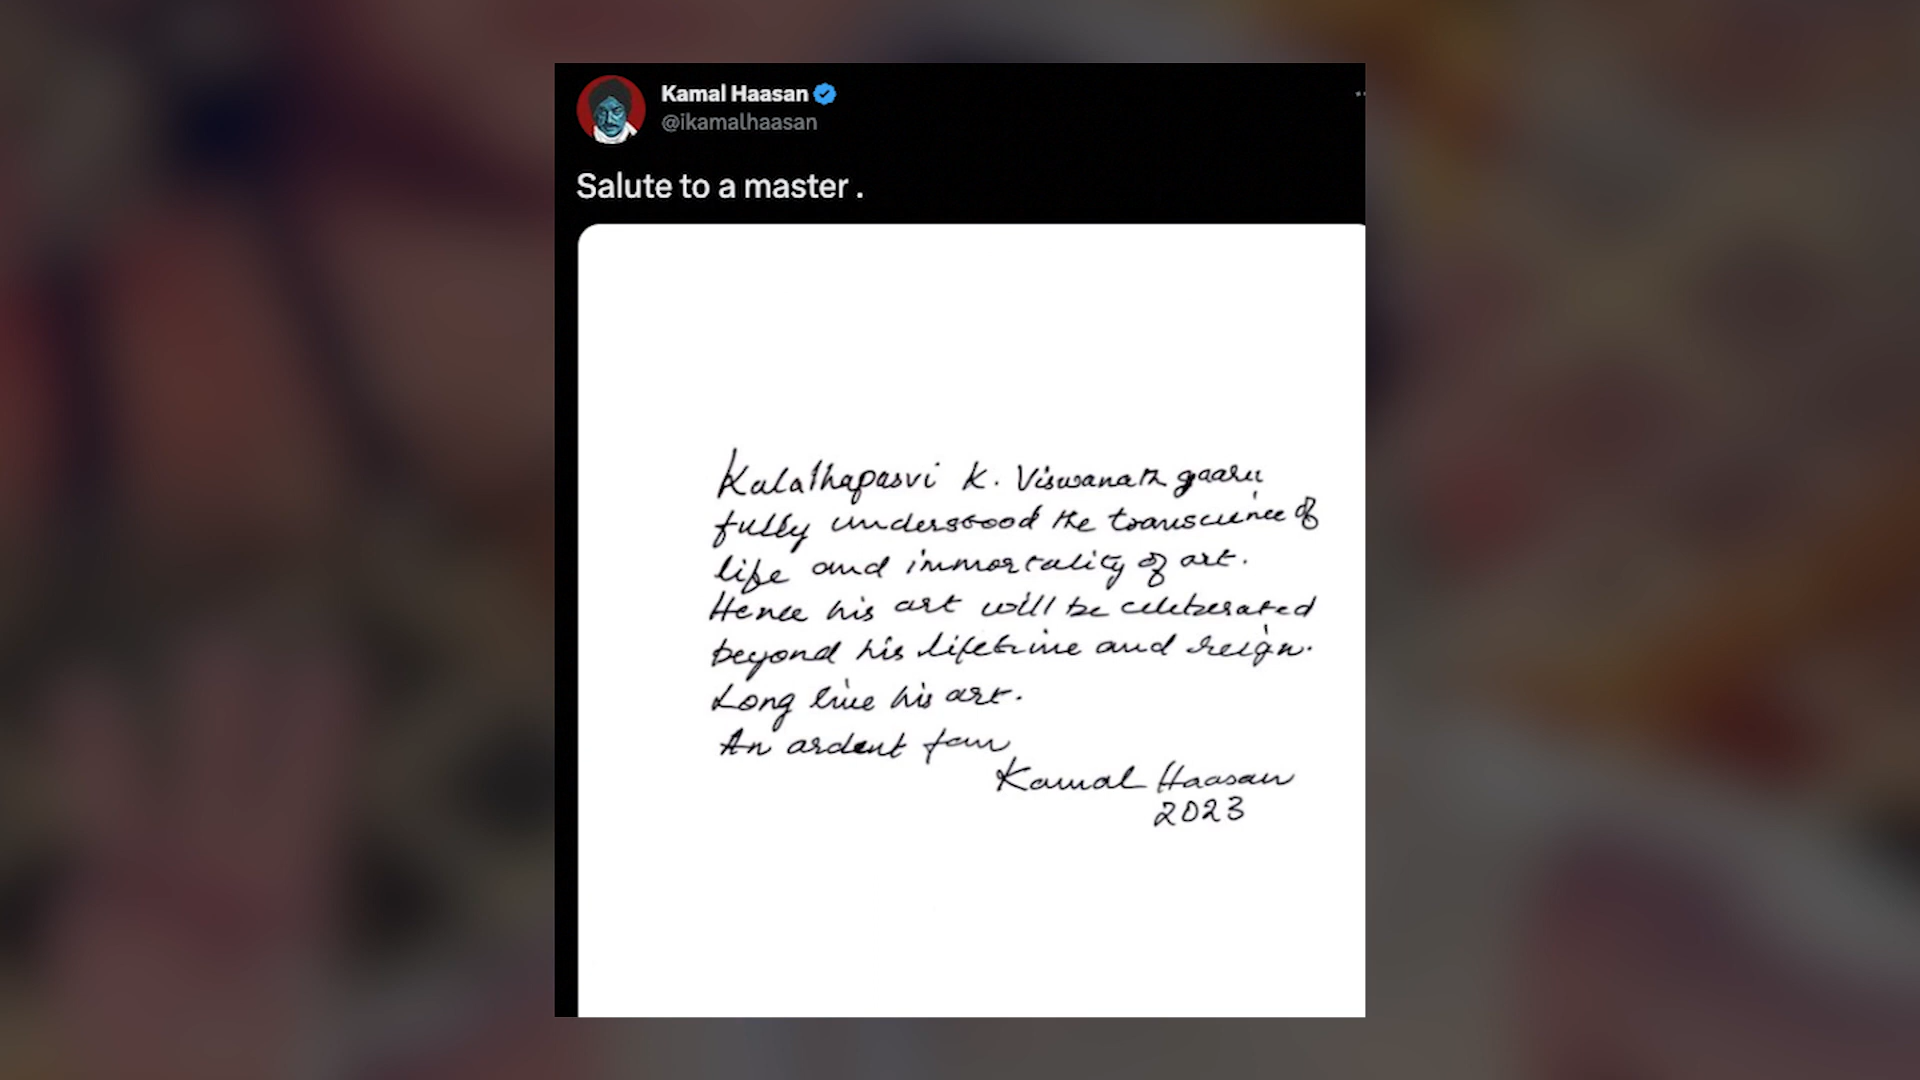 Kamal Haasan
@ikamalhaasan
Salute to a master .
Kalathapasvi K. Viswanath gaaru
fully understood the transcience of
life and immortality of art.
Hence his art will be celeberated
beyond his lifetime and reign.
Long live his art.
An ardent fan
Kamal Haasan
2023